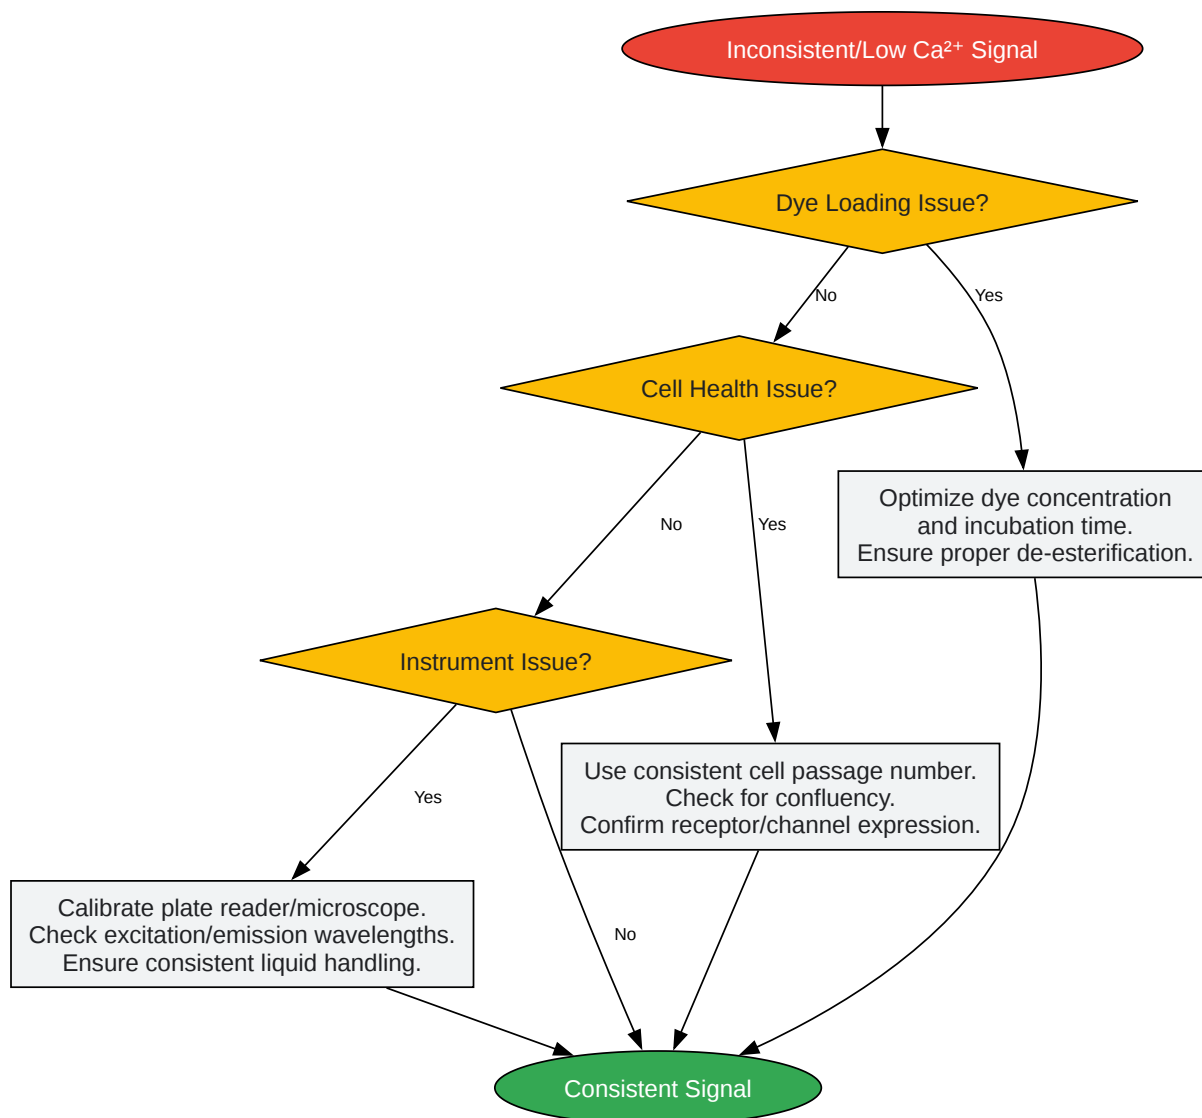 Inconsistent/Low Ca²⁺ Signal
Dye Loading Issue?
No
Yes
Cell Health Issue?
Optimize dye concentration
and incubation time.
Ensure proper de-esterification.
No
Yes
Instrument Issue?
Use consistent cell passage number.
Check for confluency.
Confirm receptor/channel expression.
Yes
Calibrate plate reader/microscope.
Check excitation/emission wavelengths.
Ensure consistent liquid handling.
No
Consistent Signal